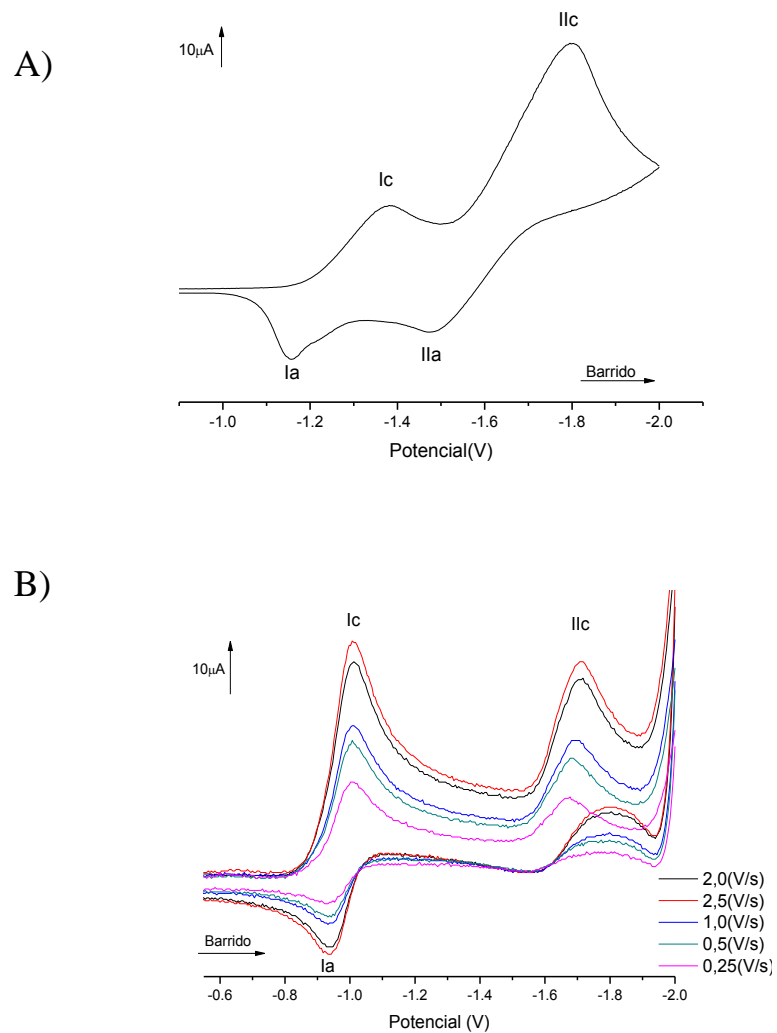 A)
10μA
Ic
IIc
Ia
IIa
Barrido
-1.0 -1.2 -1.4 -1.6 -1.8 -2.0
Potencial(V)
B)
10μA
Ic
IIc
2,0(V/s)
2,5(V/s)
1,0(V/s)
0,5(V/s)
0,25(V/s)
Barrido
Ia
-0.6 -0.8 -1.0 -1.2 -1.4 -1.6 -1.8 -2.0
Potencial (V)